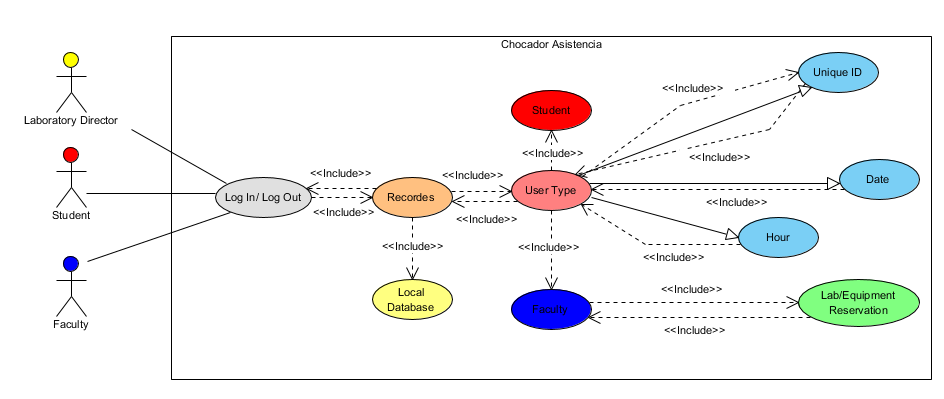 Chocador Asistencia
Laboratory Director
Student
Faculty
Log In/ Log Out
<<Include>>
<<Include>>
Recordes
<<Include>>
Local
Database
<<Include>>
<<Include>>
Student
<<Include>>
User Type
<<Include>>
Faculty
<<Include>>
Unique ID
<<Include>>
Date
<<Include>>
Hour
<<Include>>
<<Include>>
Lab/Equipment
Reservation
<<Include>>